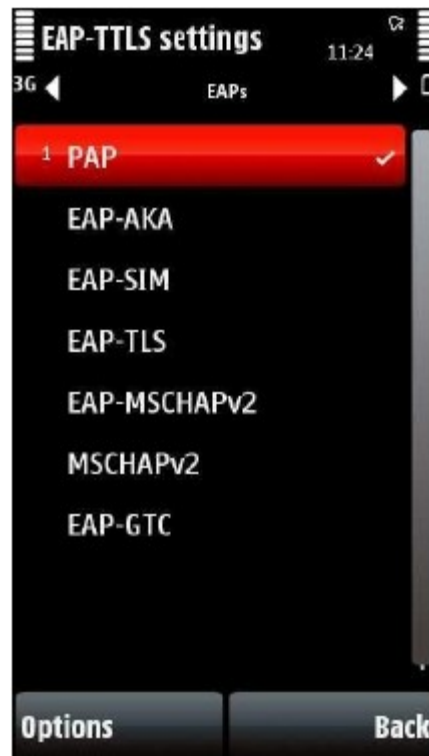 EAP-TTLS settings
11:24
3G
EAPs
1 PAP
EAP-AKA
EAP-SIM
EAP-TLS
EAP-MSCHAPv2
MSCHAPv2
EAP-GTC
Options Back